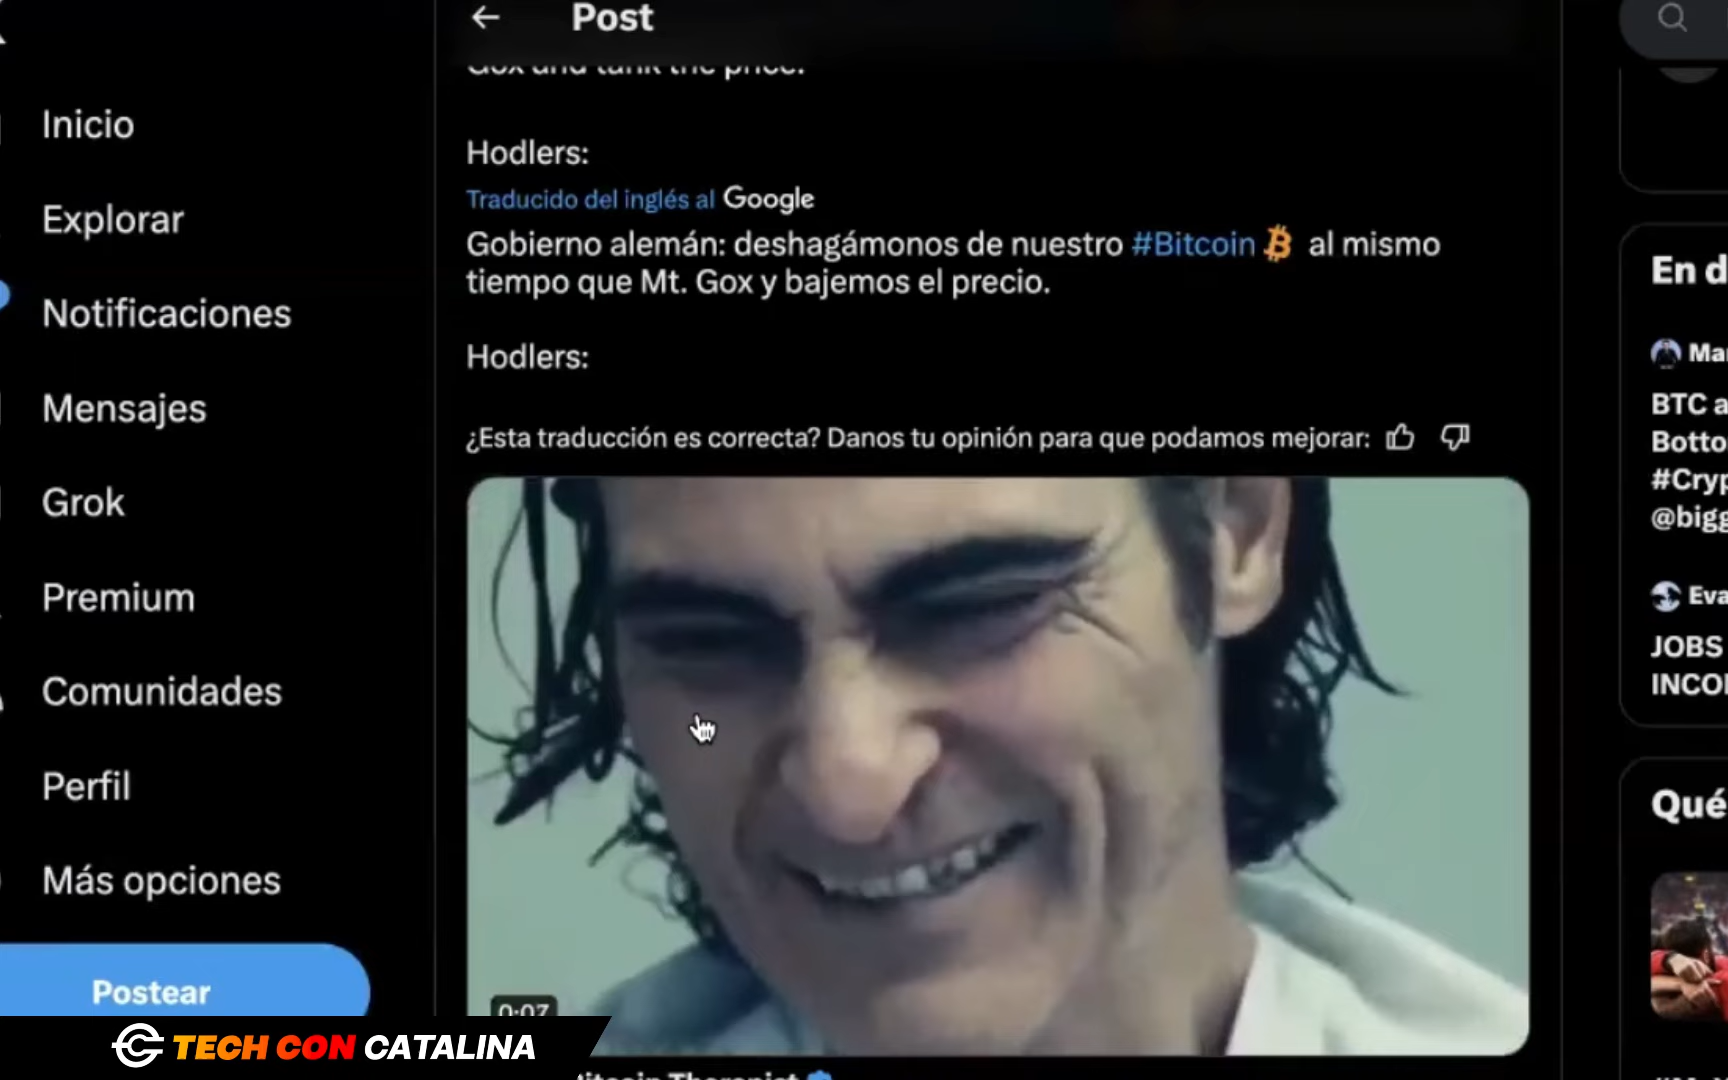 Post
Gox and tank the price.
Inicio
Explorar
Notificaciones
Mensajes
Grok
Premium
Comunidades
Perfil
Más opciones
Postear
Hodlers:
Traducido del inglés al Google
Gobierno alemán: deshagámonos de nuestro #Bitcoin al mismo
tiempo que Mt. Gox y bajemos el precio.
Hodlers:
¿Esta traducción es correcta? Danos tu opinión para que podamos mejorar:
0:07
TECH CON CATALINA
Bitcoin Therapist
En d
Mar
BTC a
Botto
#Cryp
@bigg
Eva
JOBS
INCO
Qué